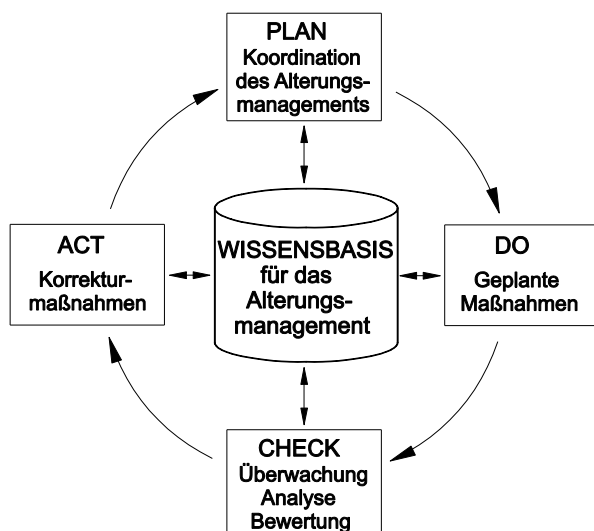 PLAN
Koordination
des Alterungs-
managements
ACT
Korrektur-
maßnahmen
WISSENSBASIS
für das
Alterungs-
management
DO
Geplante
Maßnahmen
CHECK
Überwachung
Analyse
Bewertung